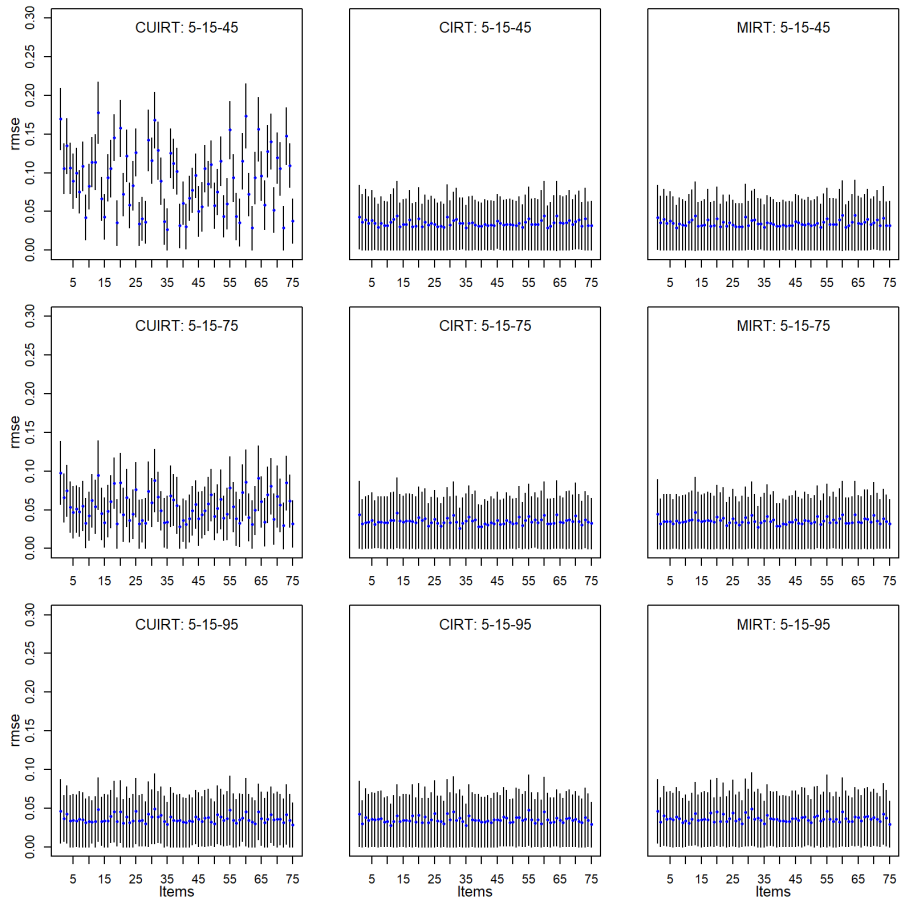 CUIRT: 5-15-45
CIRT: 5-15-45
MIRT: 5-15-45
rmse
0.00 0.05 0.10 0.15 0.20 0.25 0.30
5 15 25 35 45 55 65 75
5 15 25 35 45 55 65 75
5 15 25 35 45 55 65 75
CUIRT: 5-15-75
CIRT: 5-15-75
MIRT: 5-15-75
rmse
0.00 0.05 0.10 0.15 0.20 0.25 0.30
5 15 25 35 45 55 65 75
5 15 25 35 45 55 65 75
5 15 25 35 45 55 65 75
CUIRT: 5-15-95
CIRT: 5-15-95
MIRT: 5-15-95
rmse
0.00 0.05 0.10 0.15 0.20 0.25 0.30
5 15 25 35 45 55 65 75
5 15 25 35 45 55 65 75
5 15 25 35 45 55 65 75
Items
Items
Items